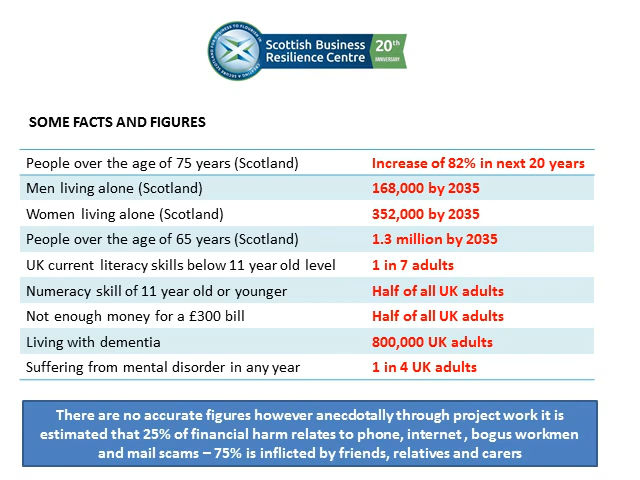 Scottish Business
Resilience Centre
20th
ANNIVERSARY
SOME FACTS AND FIGURES
People over the age of 75 years (Scotland) Increase of 82% in next 20 years
Men living alone (Scotland) 168,000 by 2035
Women living alone (Scotland) 352,000 by 2035
People over the age of 65 years (Scotland) 1.3 million by 2035
UK current literacy skills below 11 year old level 1 in 7 adults
Numeracy skill of 11 year old or younger Half of all UK adults
Not enough money for a £300 bill Half of all UK adults
Living with dementia 800,000 UK adults
Suffering from mental disorder in any year 1 in 4 UK adults
There are no accurate figures however anecdotally through project work it is
estimated that 25% of financial harm relates to phone, internet , bogus workmen
and mail scams – 75% is inflicted by friends, relatives and carers